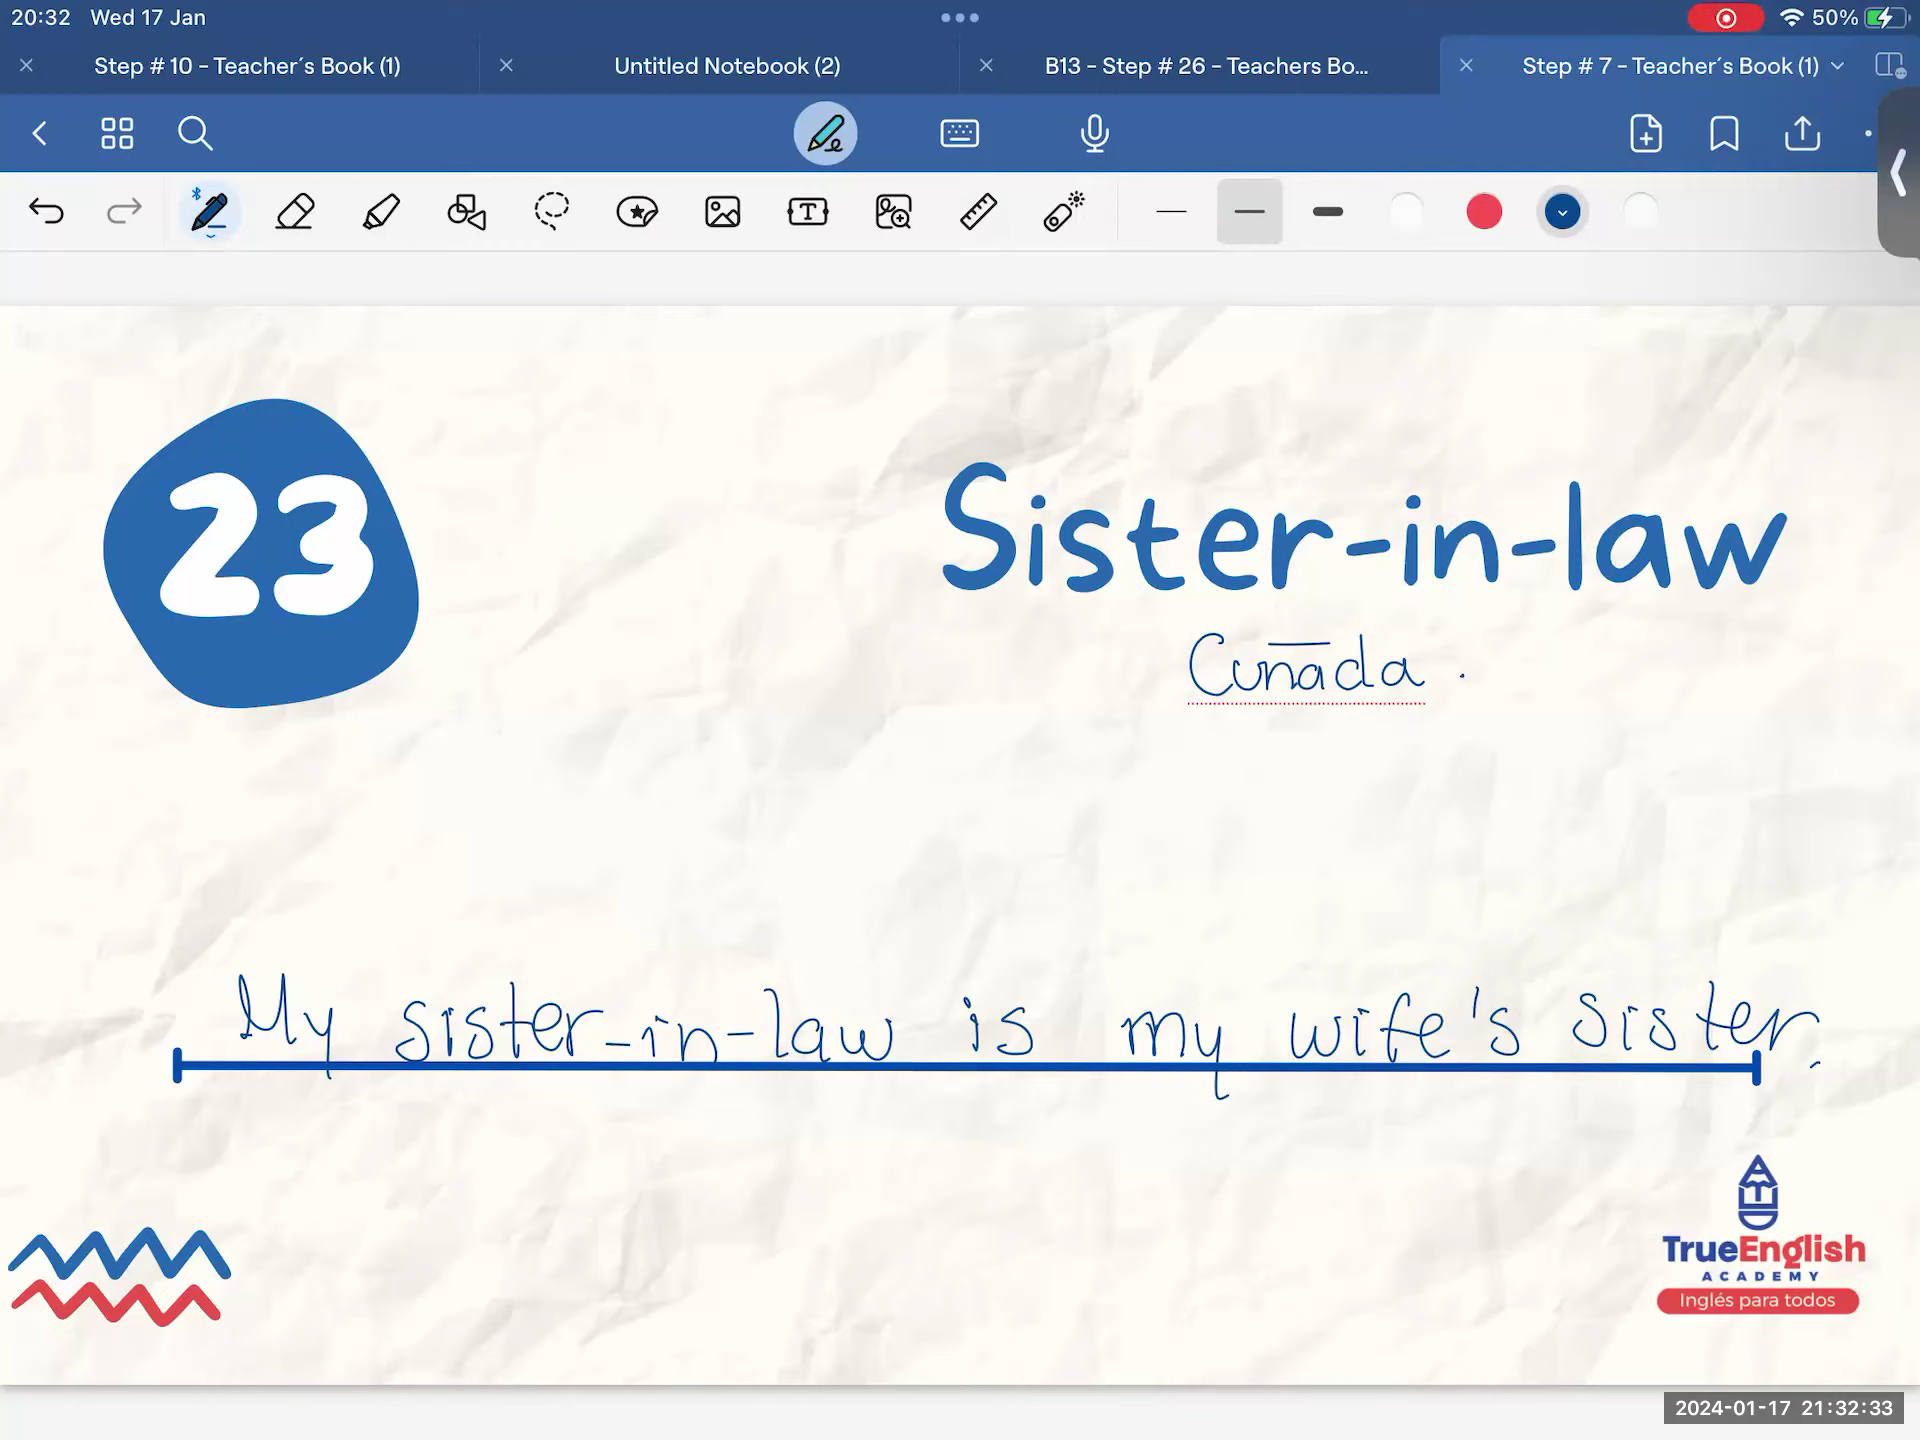 20:32 Wed 17 Jan
50%
Step # 10 - Teacher´s Book (1)
Untitled Notebook (2)
B13 - Step # 26 - Teachers Bo...
Step # 7 - Teacher´s Book (1)
23
Sister-in-law
Cuñada.
My sister-in-law is my wife's sister.
TrueEnglish
ACADEMY
Inglés para todos
2024-01-17 21:32:33